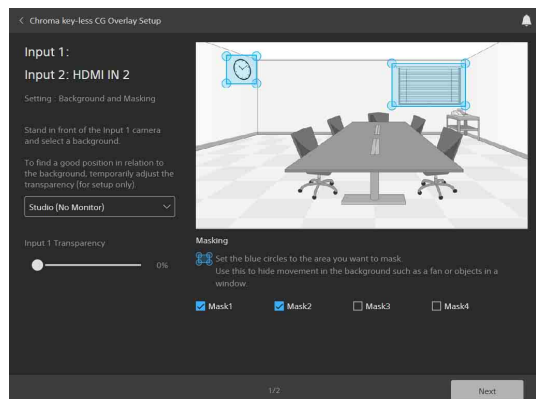 < Chroma key-less CG Overlay Setup
Input 1:
Input 2: HDMI IN 2
Setting : Background and Masking
Stand in front of the Input 1 camera
and select a background.
To find a good position in relation to
the background, temporarily adjust the
transparency (for setup only).
Studio (No Monitor)
Input 1 Transparency
0%
Masking
Set the blue circles to the area you want to mask.
Use this to hide movement in the background such as a fan or objects in a
window.
Mask1
Mask2
Mask3
Mask4
1/2
Next